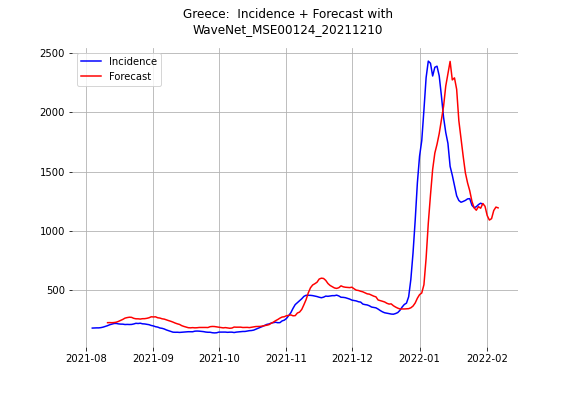 Greece:  Incidence + Forecast with
WaveNet_MSE00124_20211210
Incidence
Forecast
2500
2000
1500
1000
500
2021-08 2021-09 2021-10 2021-11 2021-12 2022-01 2022-02